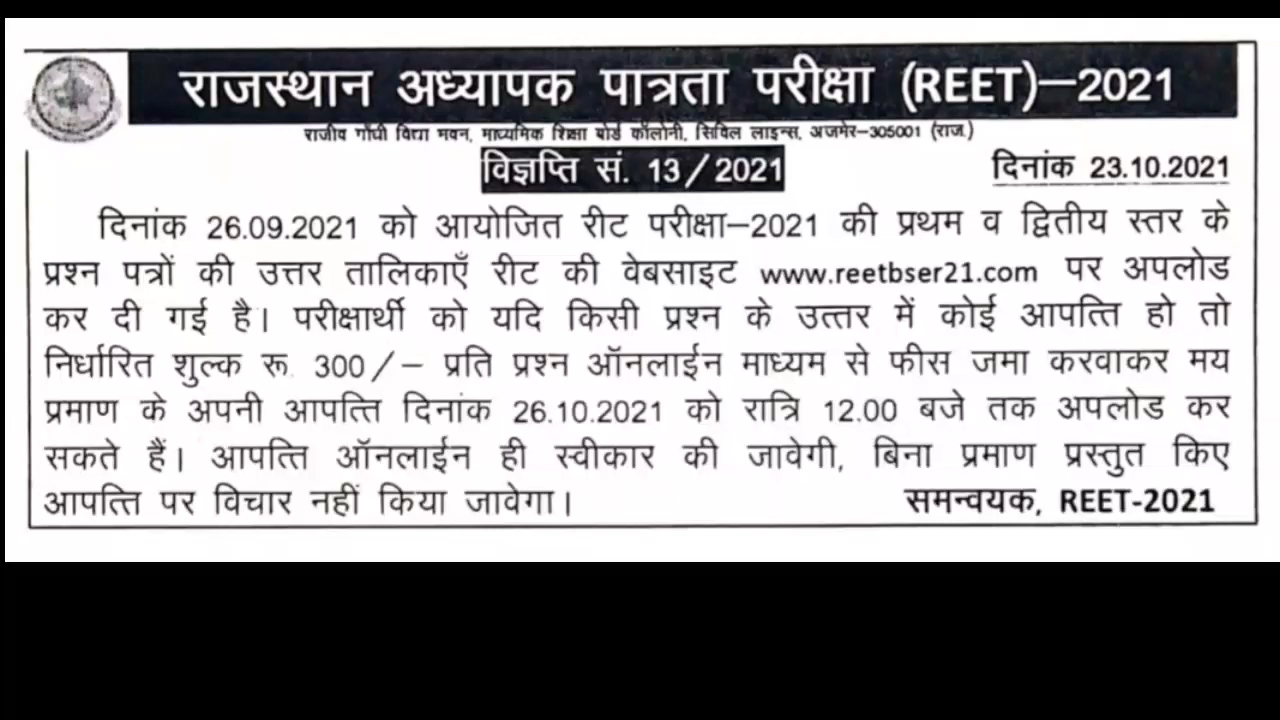 राजस्थान अध्यापक पात्रता परीक्षा (REET)–2021
राजीव गाँधी विद्या भवन, माध्यमिक शिक्षा बोर्ड कॉलोनी, सिविल लाइन्स, अजमेर–305001 (राज.)
विज्ञप्ति सं. 13/2021 दिनांक 23.10.2021
दिनांक 26.09.2021 को आयोजित रीट परीक्षा–2021 की प्रथम व द्वितीय स्तर के
प्रश्न पत्रों की उत्तर तालिकाएँ रीट की वेबसाइट www.reetbser21.com पर अपलोड
कर दी गई है। परीक्षार्थी को यदि किसी प्रश्न के उत्तर में कोई आपत्ति हो तो
निर्धारित शुल्क रू. 300/– प्रति प्रश्न ऑनलाईन माध्यम से फीस जमा करवाकर मय
प्रमाण के अपनी आपत्ति दिनांक 26.10.2021 को रात्रि 12.00 बजे तक अपलोड कर
सकते हैं। आपत्ति ऑनलाईन ही स्वीकार की जावेगी, बिना प्रमाण प्रस्तुत किए
आपत्ति पर विचार नहीं किया जावेगा। समन्वयक, REET-2021